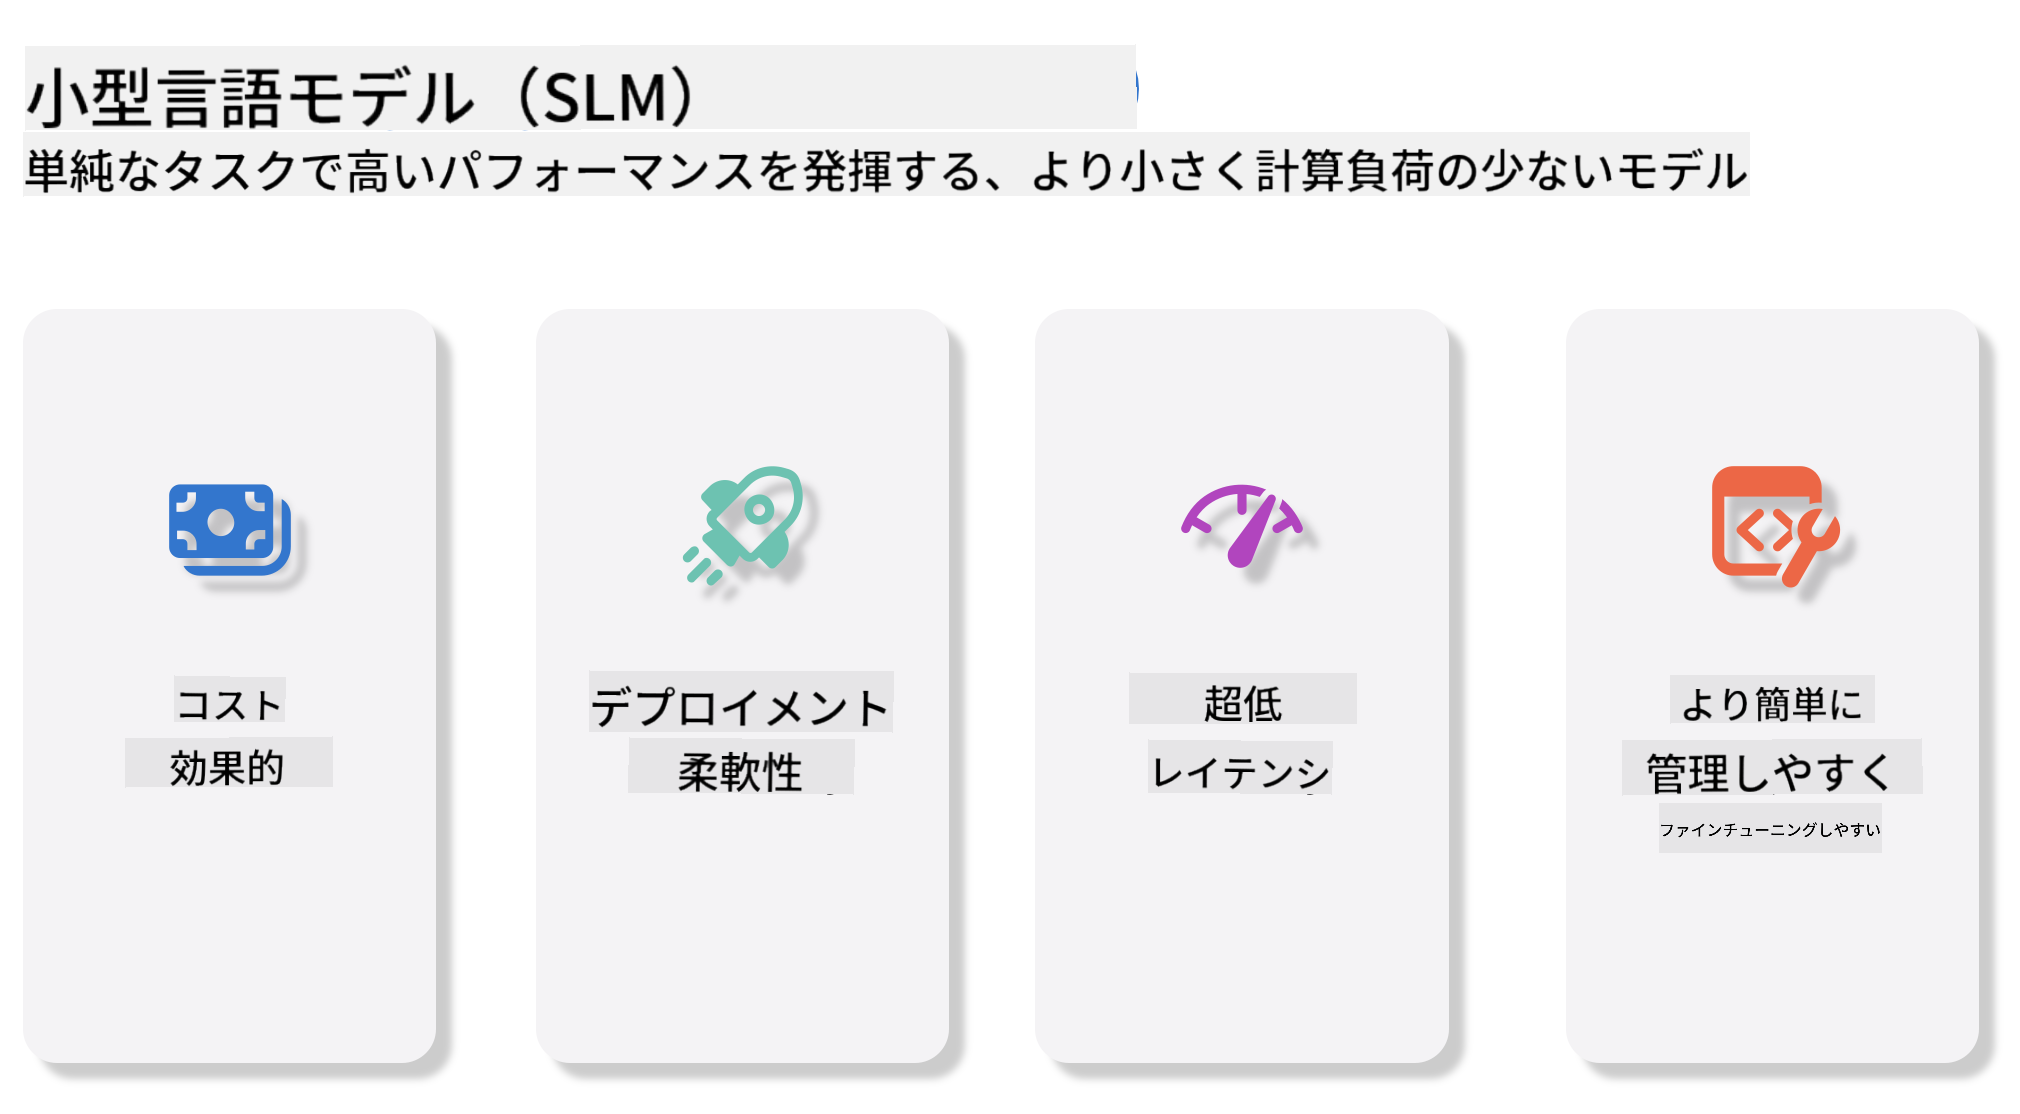 小型言語モデル（SLM）
単純なタスクで高いパフォーマンスを発揮する、より小さく計算負荷の少ないモデル
コスト
効果的
デプロイメント
柔軟性
超低
レイテンシ
より簡単に
管理しやすく
ファインチューニングしやすい